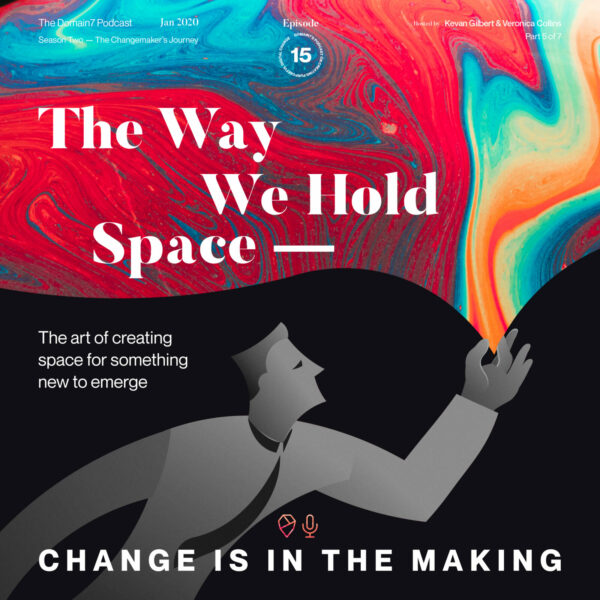 The Domain7 Podcast
Jan 2020
Season Two — The Changemaker's Journey
Episode
15
Hosted by Kevan Gilbert & Veronica Collins
Part 5 of 7
The Way
We Hold
Space —
The art of creating
space for something
new to emerge
CHANGE IS IN THE MAKING